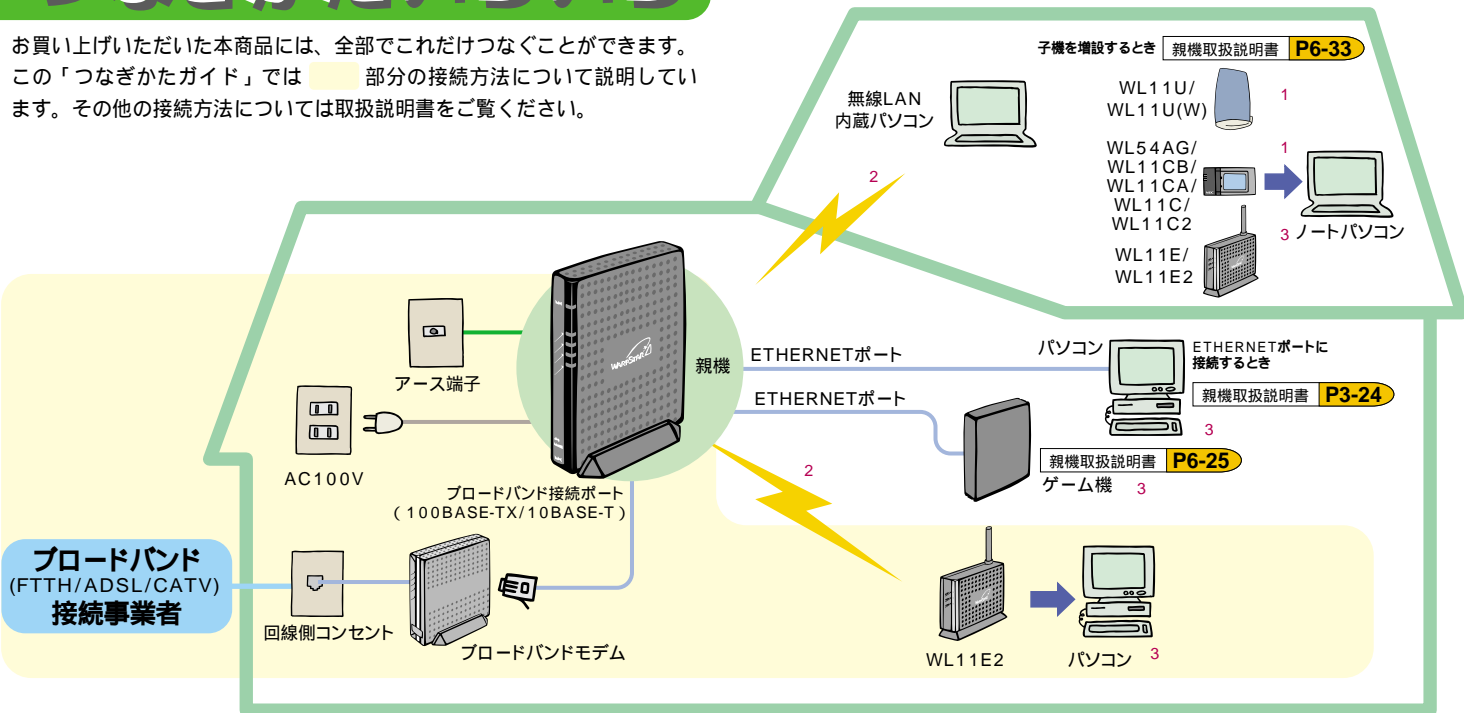 お買い上げいただいた本商品には、全部でこれだけつなぐことができます。
この「つなぎかたガイド」では 部分の接続方法について説明してい
ます。その他の接続方法については取扱説明書をご覧ください。
子機を増設するとき 親機取扱説明書 P6-33
無線LAN
内蔵パソコン
WL11U/
WL11U(W)
1
WL54AG/
WL11CB/
WL11CA/
WL11C/
WL11C2
1
2
3 ノートパソコン
WL11E/
WL11E2
アース端子
AC100V
WARPSTAR
親機
ETHERNETポート
ETHERNETポート
パソコン
ETHERNETポートに
接続するとき
親機取扱説明書 P3-24
3
親機取扱説明書 P6-25
ゲーム機 3
2
ブロードバンド接続ポート
(100BASE-TX/10BASE-T)
ブロードバンド
(FTTH/ADSL/CATV)
接続事業者
回線側コンセント
ブロードバンドモデム
WL11E2
パソコン 3